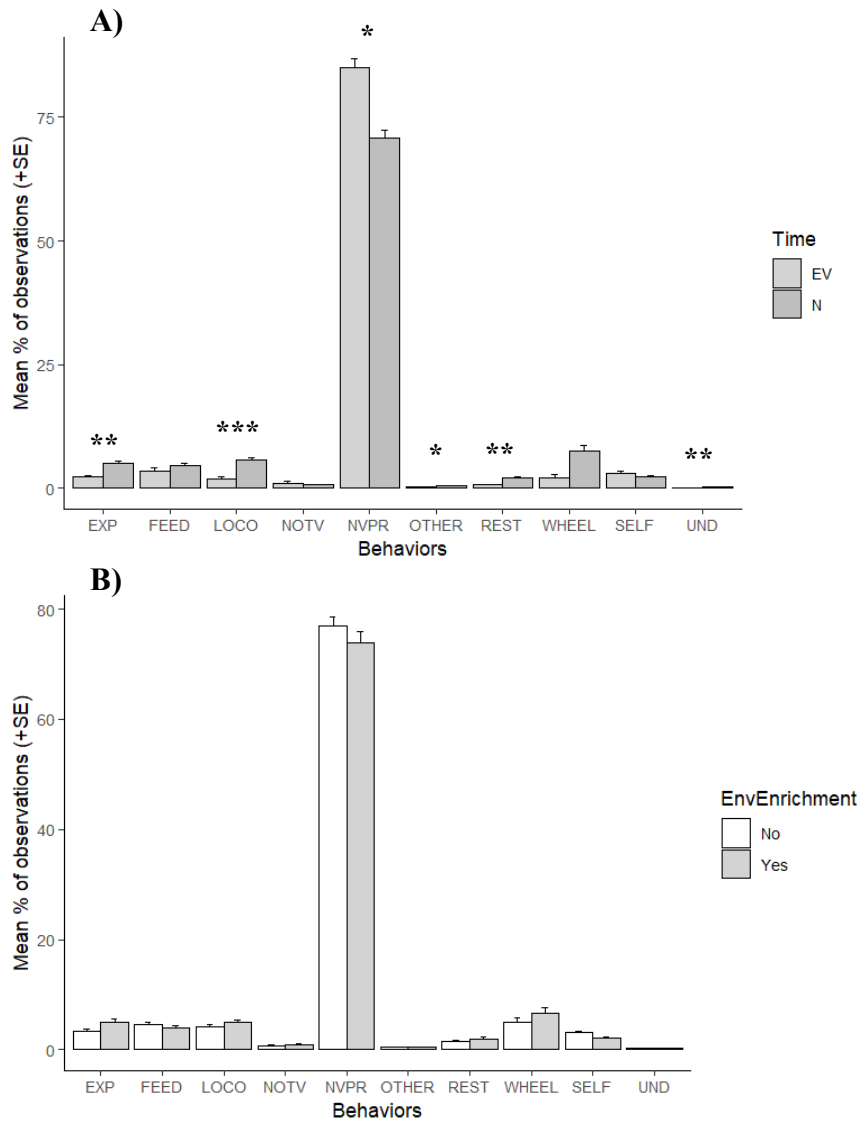 A)
*
Mean % of observations (+SE)
75
50
25
0
** *** * ** **
EXP FEED LOCO NOTV NVPR OTHER REST WHEEL SELF UND
Behaviors
Time
EV
N
B)
Mean % of observations (+SE)
80
60
40
20
0
EXP FEED LOCO NOTV NVPR OTHER REST WHEEL SELF UND
Behaviors
EnvEnrichment
No
Yes